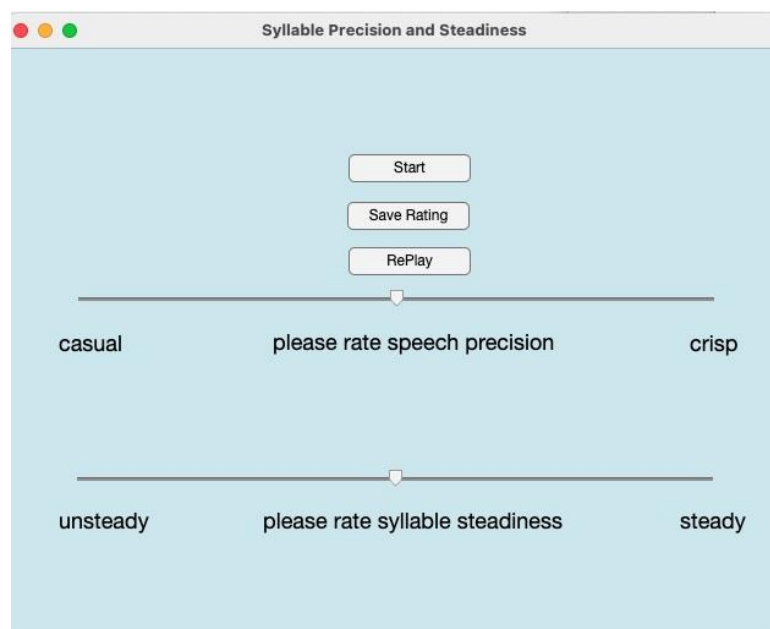 Syllable Precision and Steadiness
Start
Save Rating
RePlay
casual please rate speech precision crisp
unsteady please rate syllable steadiness steady